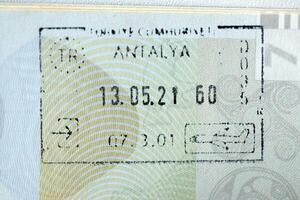 TÜRKİYE CUMHURİYETİ
TR
ANTALYA
13.05.21 60
07.3.01